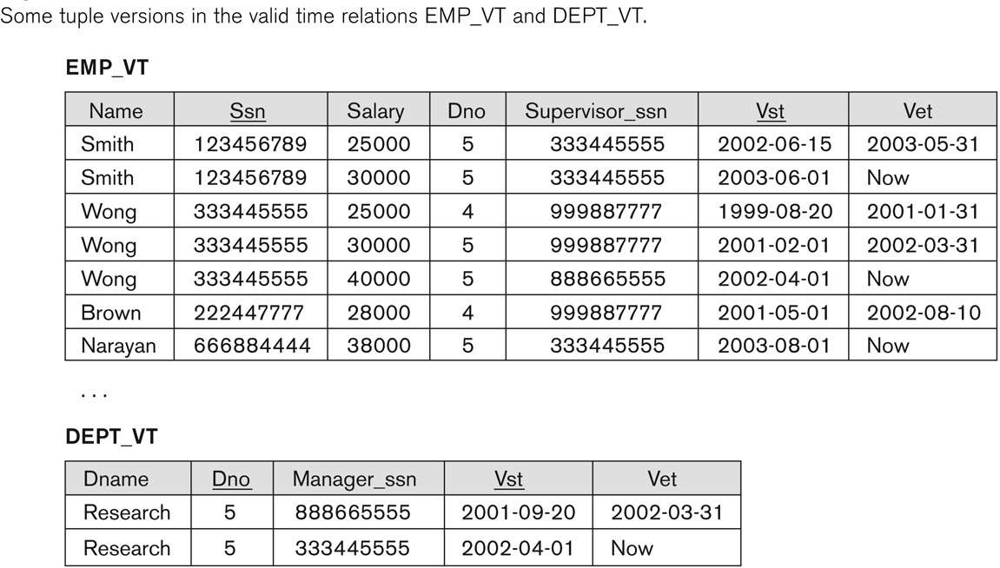 Some tuple versions in the valid time relations EMP_VT and DEPT_VT.
EMP_VT
Name Ssn Salary Dno Supervisor_ssn Vst Vet
Smith 123456789 25000 5 333445555 2002-06-15 2003-05-31
Smith 123456789 30000 5 333445555 2003-06-01 Now
Wong 333445555 25000 4 999887777 1999-08-20 2001-01-31
Wong 333445555 30000 5 999887777 2001-02-01 2002-03-31
Wong 333445555 40000 5 888665555 2002-04-01 Now
Brown 222447777 28000 4 999887777 2001-05-01 2002-08-10
Narayan 666884444 38000 5 333445555 2003-08-01 Now
...
DEPT_VT
Dname Dno Manager_ssn Vst Vet
Research 5 888665555 2001-09-20 2002-03-31
Research 5 333445555 2002-04-01 Now